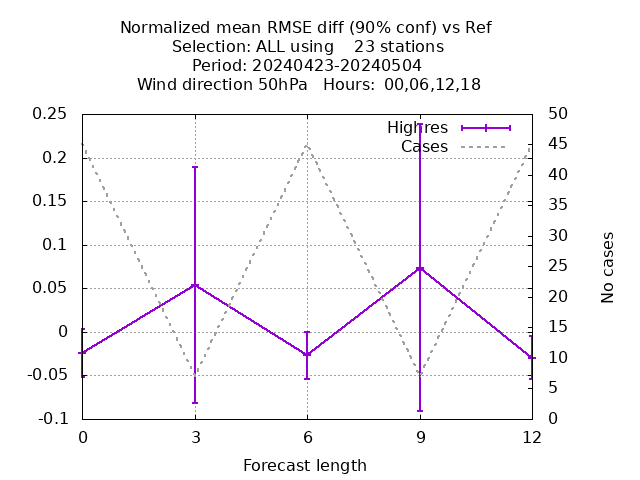 Normalized mean RMSE diff (90% conf) vs Ref
Selection: ALL using    23 stations
Period: 20240423-20240504
Wind direction 50hPa   Hours:  00,06,12,18
Highres
Cases
0.25
0.2
0.15
0.1
0.05
0
-0.05
-0.1
50
45
40
35
30
25
20
15
10
5
0
No cases
0 3 6 9 12
Forecast length